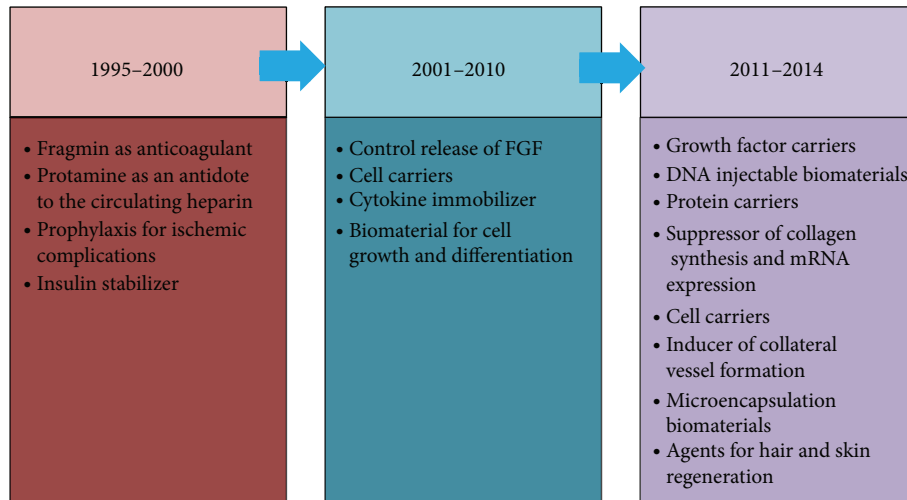 1995–2000
• Fragmin as anticoagulant
• Protamine as an antidote
to the circulating heparin
• Prophylaxis for ischemic
complications
• Insulin stabilizer
2001–2010
• Control release of FGF
• Cell carriers
• Cytokine immobilizer
• Biomaterial for cell
growth and differentiation
2011–2014
• Growth factor carriers
• DNA injectable biomaterials
• Protein carriers
• Suppressor of collagen
synthesis and mRNA
expression
• Cell carriers
• Inducer of collateral
vessel formation
• Microencapsulation
biomaterials
• Agents for hair and skin
regeneration